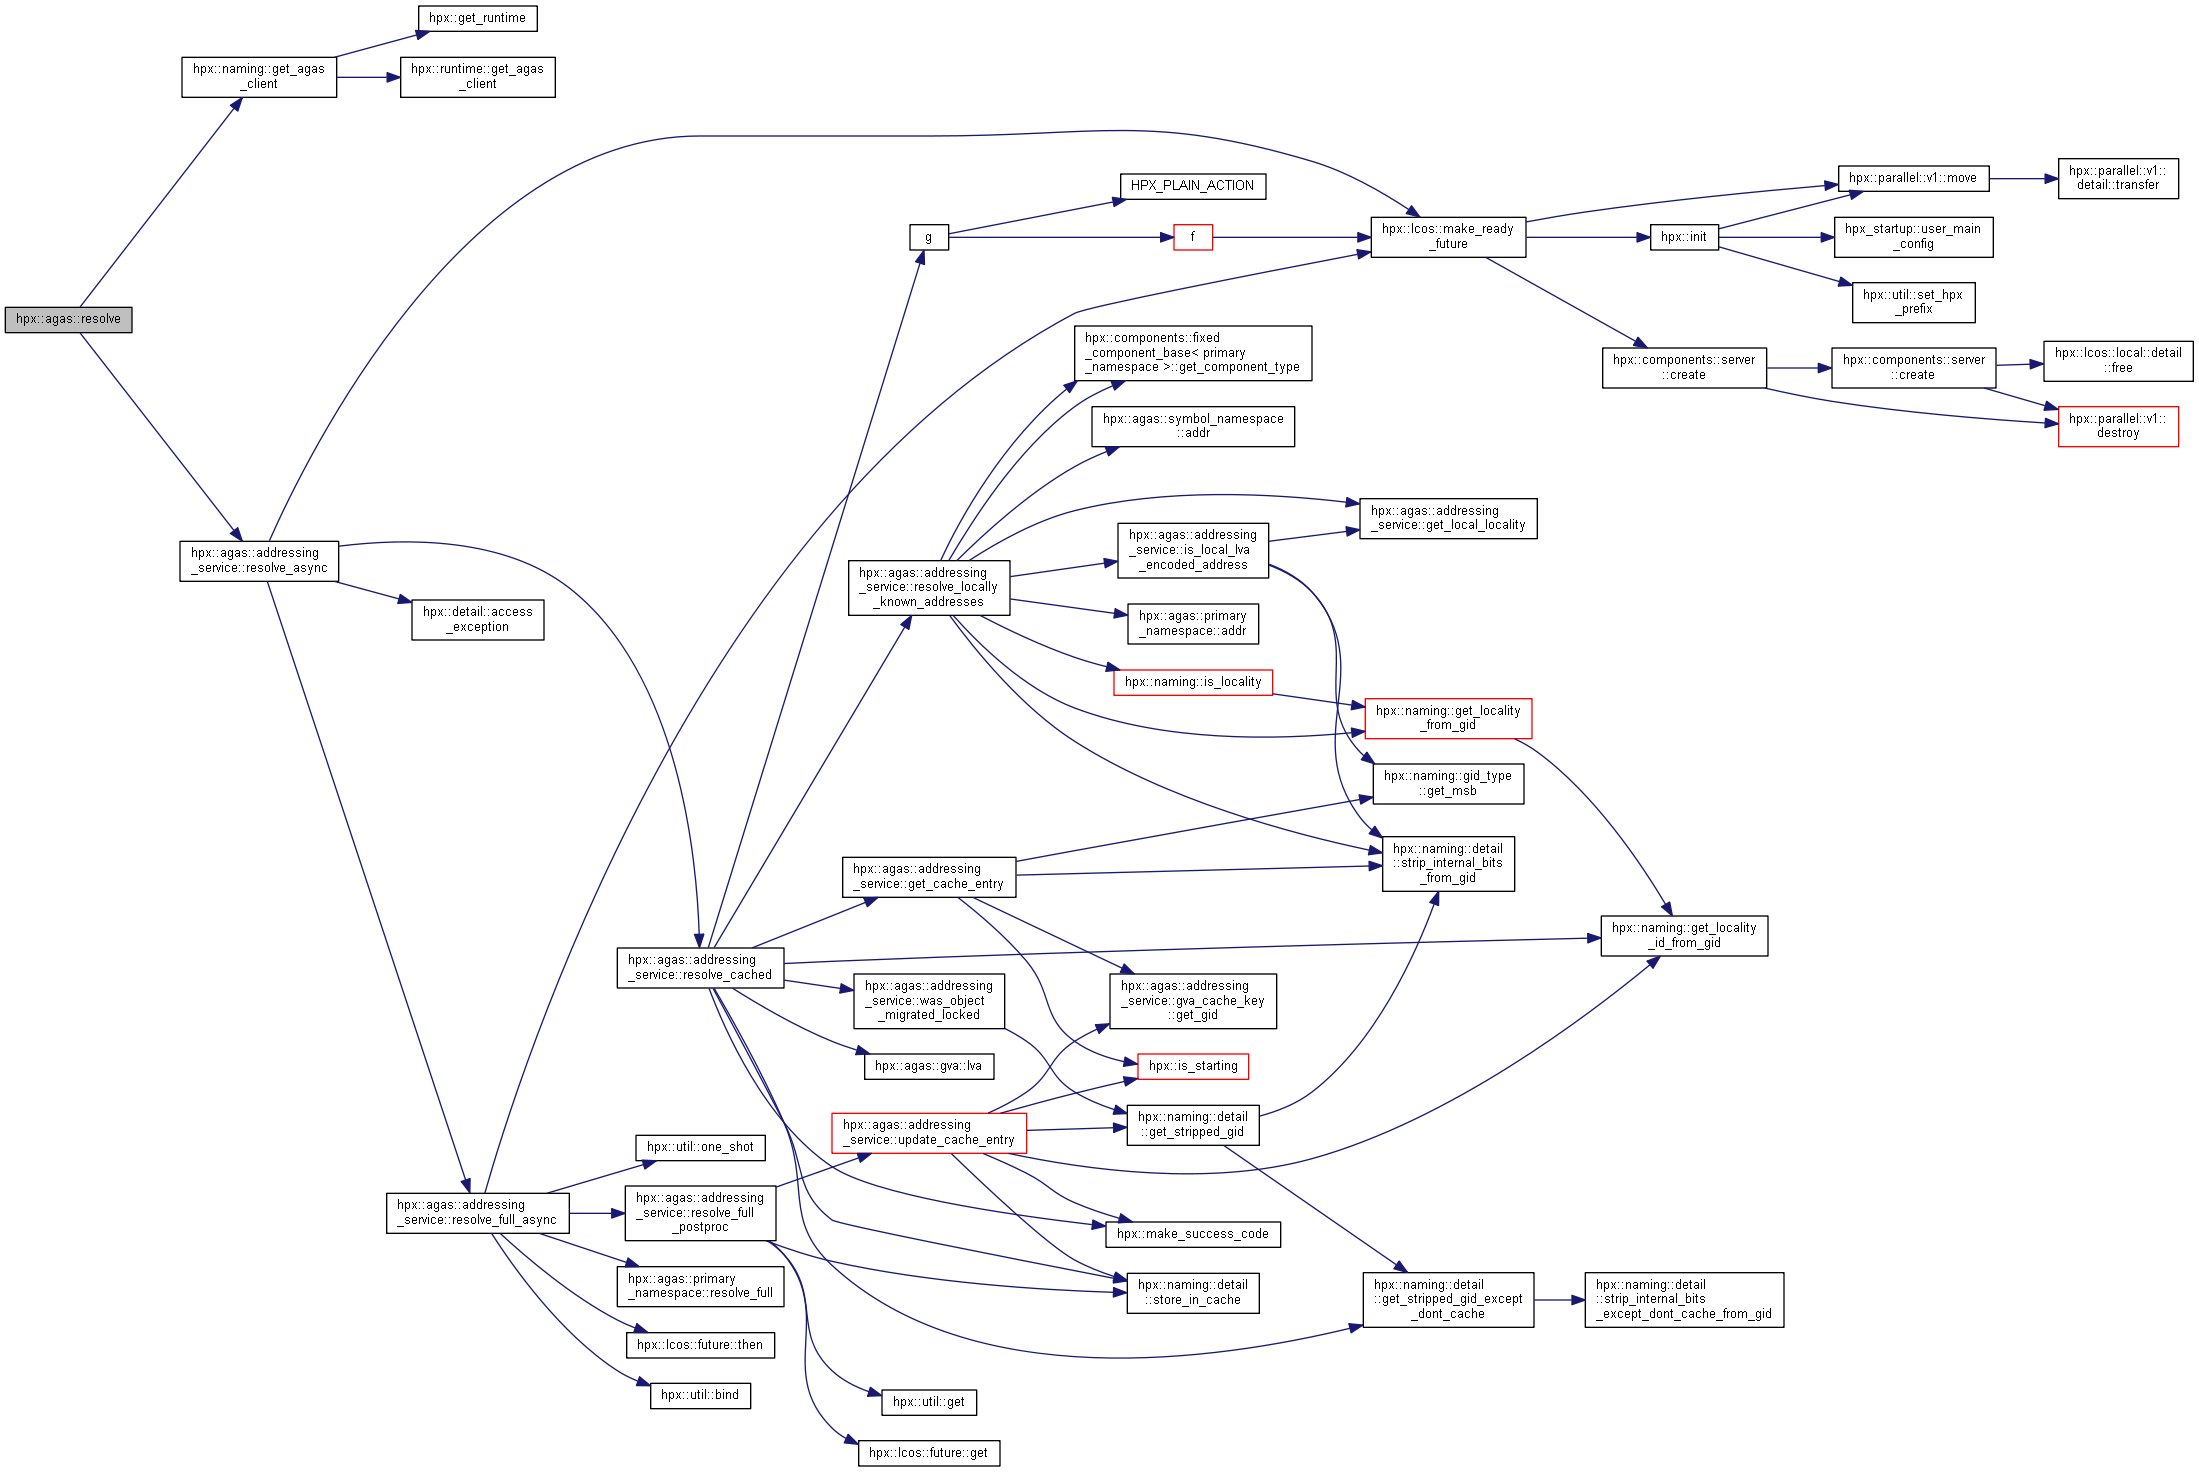 hpx::get_runtime
hpx::naming::get_agas
_client
hpx::runtime::get_agas
_client
hpx::agas::resolve
hpx::agas::addressing
_service::resolve_async
hpx::detail::access
_exception
hpx::agas::addressing
_service::resolve_full_async
hpx::util::one_shot
hpx::agas::addressing
_service::resolve_full
_postproc
hpx::agas::primary
_namespace::resolve_full
hpx::lcos::future::then
hpx::util::bind
hpx::agas::addressing
_service::resolve_cached
g
hpx::agas::addressing
_service::resolve_locally
_known_addresses
hpx::agas::addressing
_service::get_cache_entry
hpx::agas::addressing
_service::was_object
_migrated_locked
hpx::agas::gva::lva
hpx::agas::addressing
_service::update_cache_entry
hpx::util::get
hpx::lcos::future::get
HPX_PLAIN_ACTION
f
hpx::components::fixed
_component_base< primary
_namespace >::get_component_type
hpx::agas::symbol_namespace
::addr
hpx::agas::addressing
_service::is_local_lva
_encoded_address
hpx::agas::primary
_namespace::addr
hpx::naming::is_locality
hpx::agas::addressing
_service::gva_cache_key
::get_gid
hpx::is_starting
hpx::naming::detail
::get_stripped_gid
hpx::make_success_code
hpx::naming::detail
::store_in_cache
hpx::lcos::make_ready
_future
hpx::agas::addressing
_service::get_local_locality
hpx::naming::get_locality
_from_gid
hpx::naming::gid_type
::get_msb
hpx::naming::detail
::strip_internal_bits
_from_gid
hpx::naming::detail
::get_stripped_gid_except
_dont_cache
hpx::init
hpx::components::server
::create
hpx::naming::get_locality
_id_from_gid
hpx::naming::detail
::strip_internal_bits
_except_dont_cache_from_gid
hpx::parallel::v1::move
hpx_startup::user_main
_config
hpx::util::set_hpx
_prefix
hpx::components::server
::create
hpx::parallel::v1::
detail::transfer
hpx::lcos::local::detail
::free
hpx::parallel::v1::
destroy